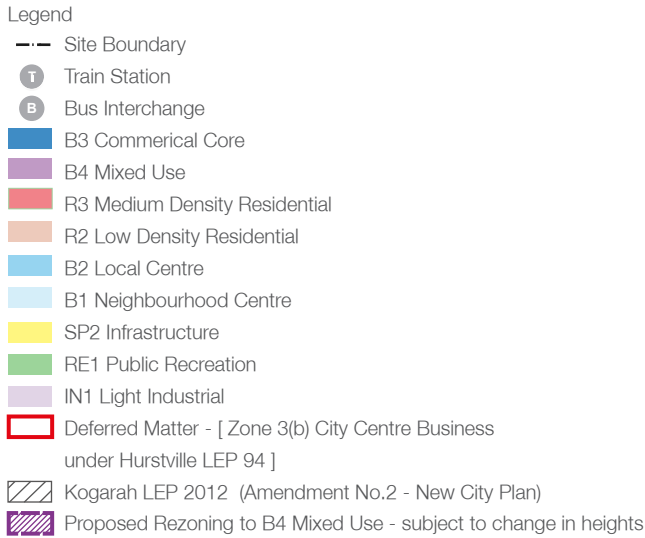 Legend
Site Boundary
T Train Station
B Bus Interchange
B3 Commerical Core
B4 Mixed Use
R3 Medium Density Residential
R2 Low Density Residential
B2 Local Centre
B1 Neighbourhood Centre
SP2 Infrastructure
RE1 Public Recreation
IN1 Light Industrial
Deferred Matter - [ Zone 3(b) City Centre Business
under Hurstville LEP 94 ]
Kogarah LEP 2012 (Amendment No.2 - New City Plan)
Proposed Rezoning to B4 Mixed Use - subject to change in heights